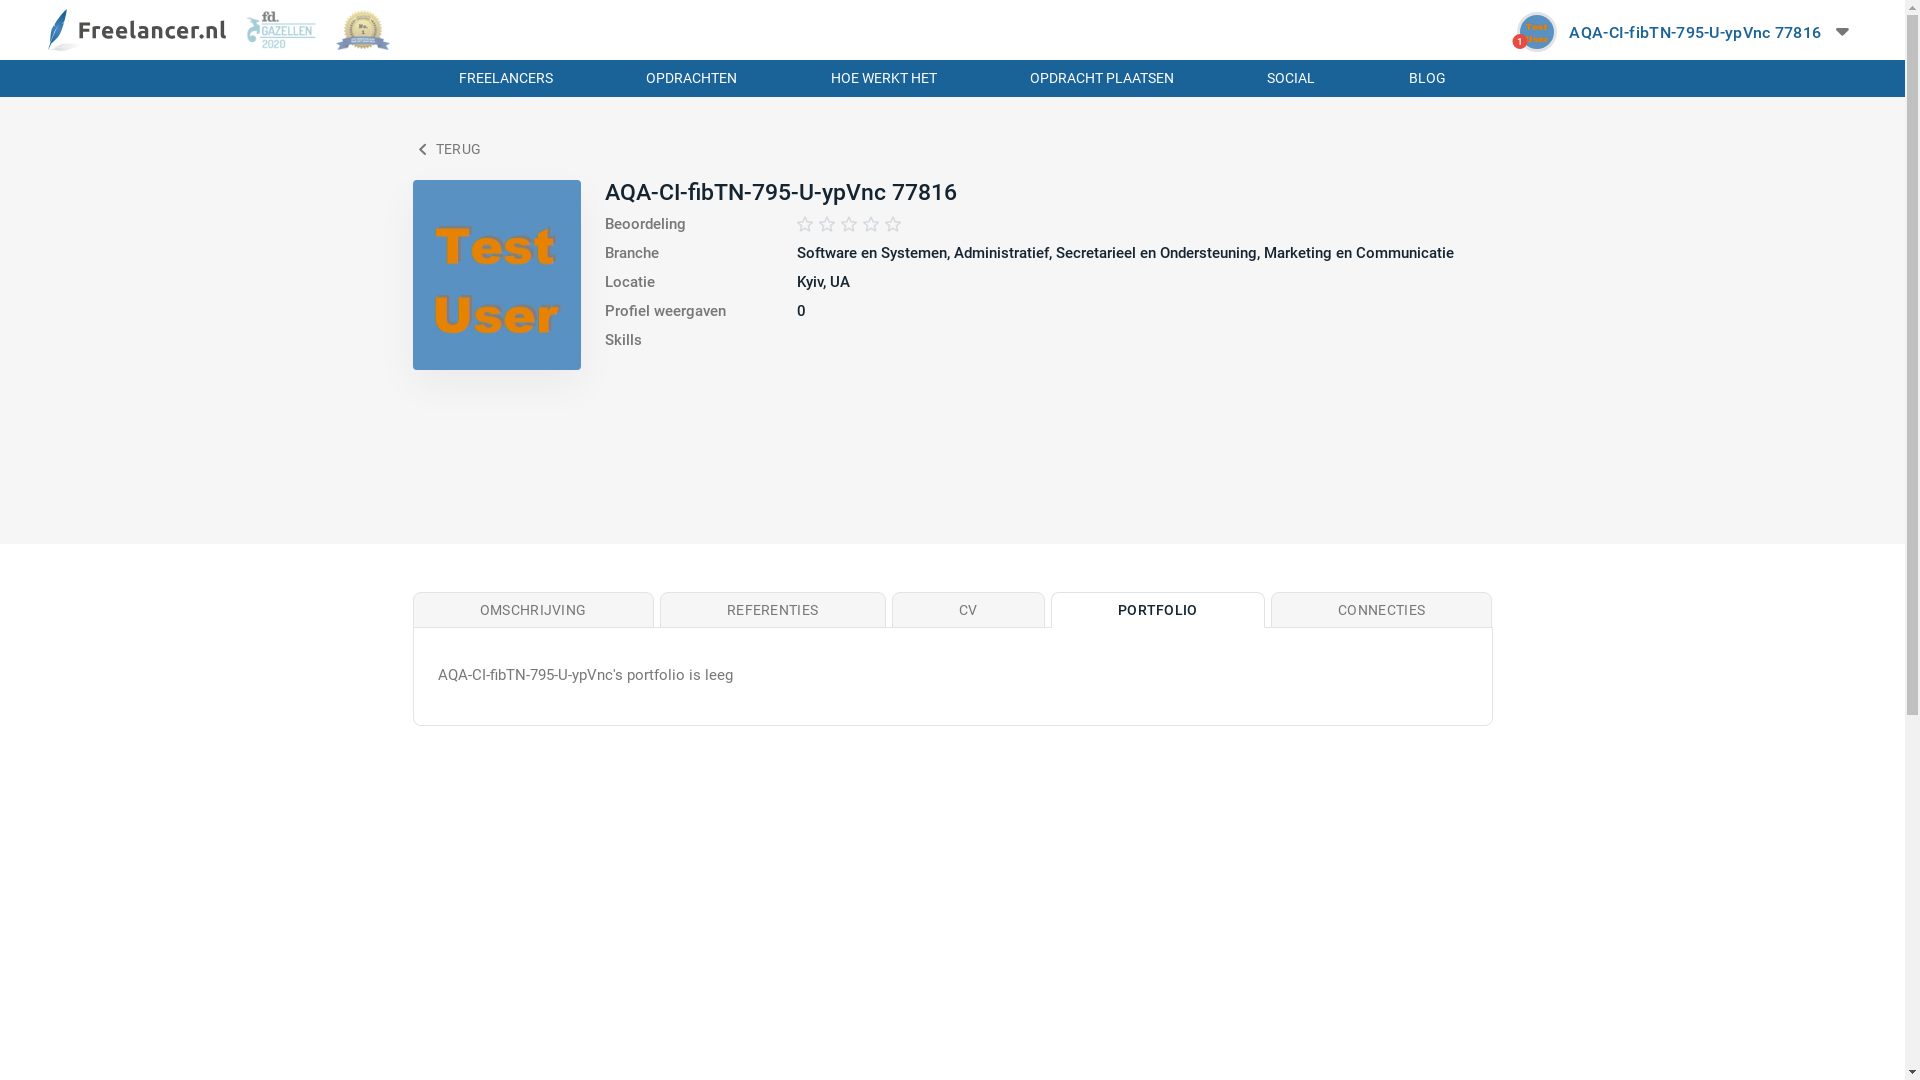 Freelancer.nl
fd.
GAZELLEN
2020
1
AQA-CI-fibTN-795-U-ypVnc 77816
FREELANCERS
OPDRACHTEN
HOE WERKT HET
OPDRACHT PLAATSEN
SOCIAL
BLOG
TERUG
Test
User
AQA-CI-fibTN-795-U-ypVnc 77816
Beoordeling
Branche
Software en Systemen, Administratief, Secretarieel en Ondersteuning, Marketing en Communicatie
Locatie
Kyiv, UA
Profiel weergaven
0
Skills
OMSCHRIJVING
REFERENTIES
CV
PORTFOLIO
CONNECTIES
AQA-CI-fibTN-795-U-ypVnc's portfolio is leeg